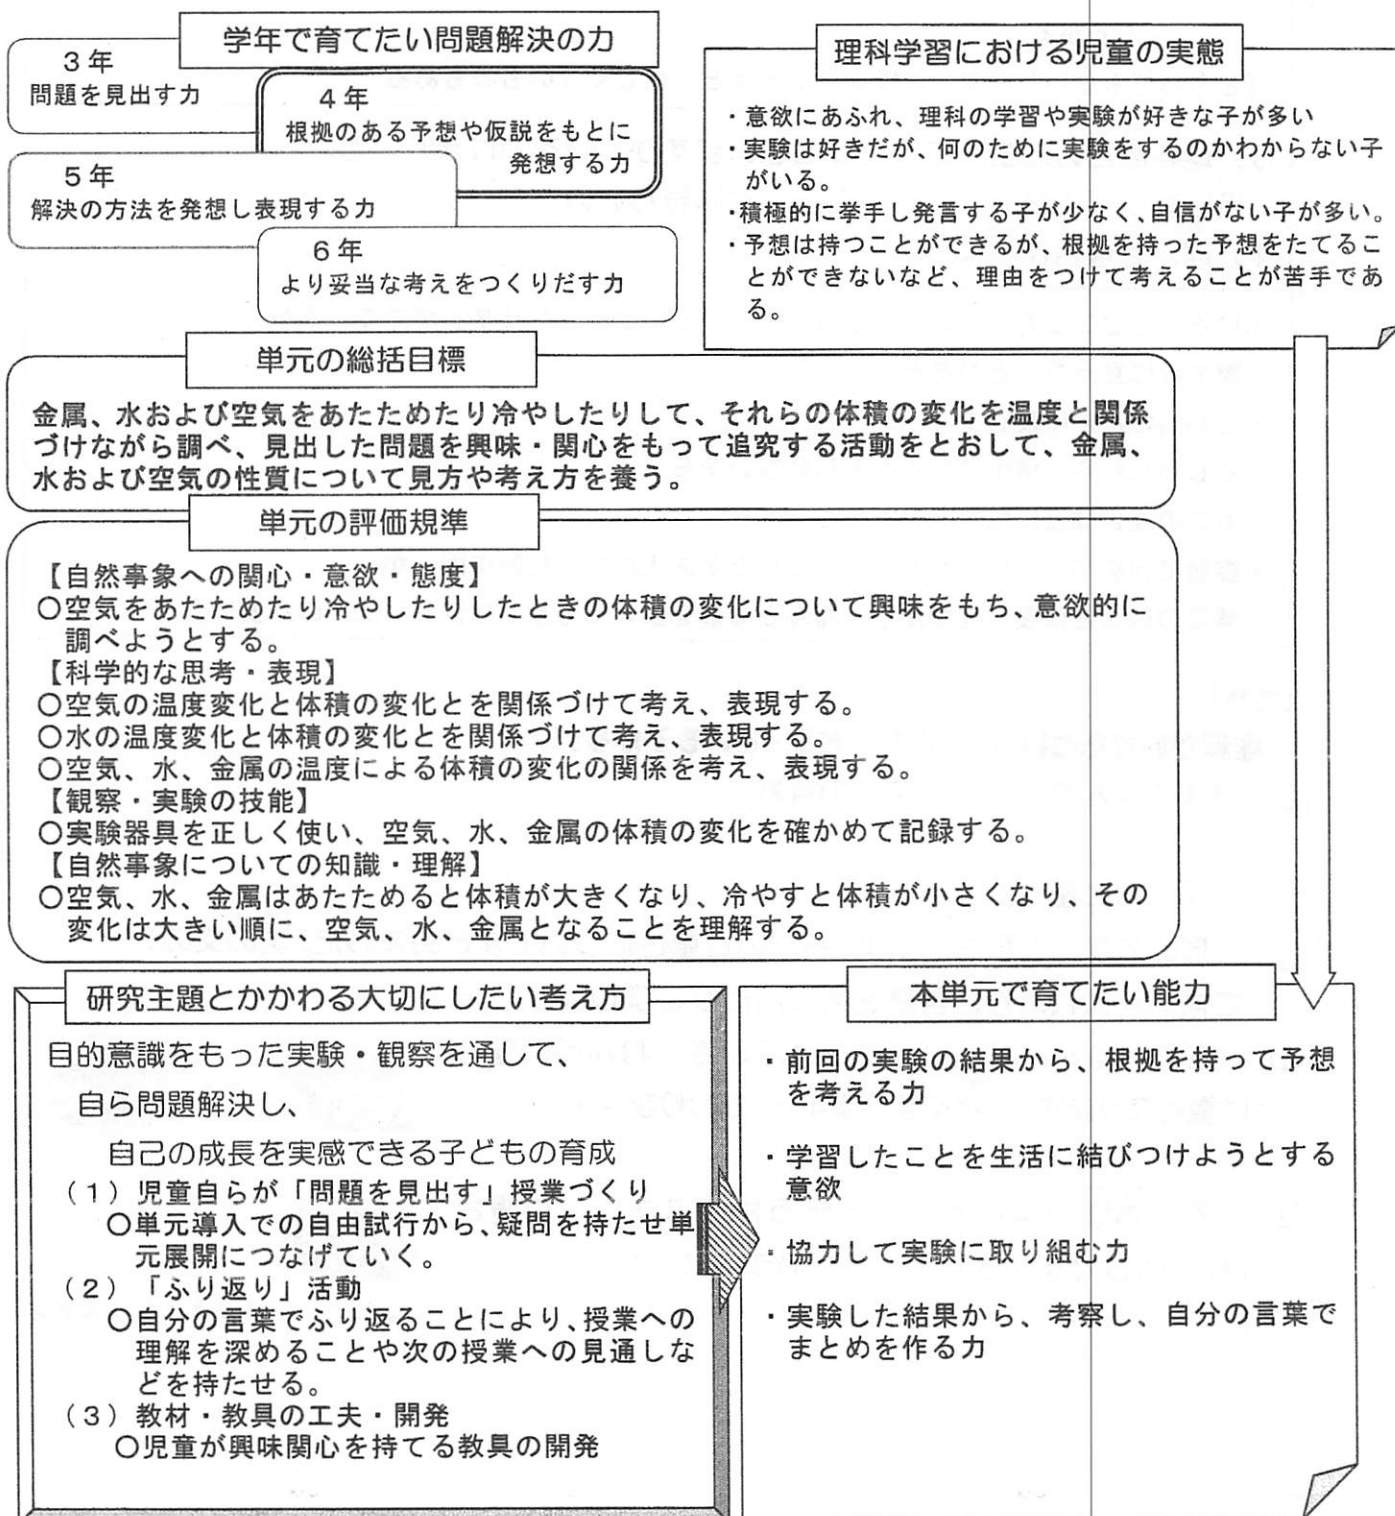 学年で育てたい問題解決の力
3年
問題を見出す力
4年
根拠のある予想や仮説をもとに
発想する力
5年
解決の方法を発想し表現する力
6年
より妥当な考えをつくりだす力
理科学習における児童の実態
・意欲にあふれ、理科の学習や実験が好きな子が多い
・実験は好きだが、何のために実験をするのかわからない子
がいる。
・積極的に挙手し発言する子が少なく、自信がない子が多い。
・予想は持つことができるが、根拠を持った予想をたてるこ
とができないなど、理由をつけて考えることが苦手であ
る。
単元の総括目標
金属、水および空気をあたためたり冷やしたりして、それらの体積の変化を温度と関係
づけながら調べ、見出した問題を興味・関心をもって追究する活動をとおして、金属、
水および空気の性質について見方や考え方を養う。
単元の評価規準
【自然事象への関心・意欲・態度】
○空気をあたためたり冷やしたりしたときの体積の変化について興味をもち、意欲的に
調べようとする。
【科学的な思考・表現】
○空気の温度変化と体積の変化とを関係づけて考え、表現する。
○水の温度変化と体積の変化とを関係づけて考え、表現する。
○空気、水、金属の温度による体積の変化の関係を考え、表現する。
【観察・実験の技能】
○実験器具を正しく使い、空気、水、金属の体積の変化を確かめて記録する。
【自然事象についての知識・理解】
○空気、水、金属はあたためると体積が大きくなり、冷やすと体積が小さくなり、その
変化は大きい順に、空気、水、金属となることを理解する。
研究主題とかかわる大切にしたい考え方
目的意識をもった実験・観察を通して、
自ら問題解決し、
自己の成長を実感できる子どもの育成
(1)児童自らが「問題を見出す」授業づくり
○単元導入での自由試行から、疑問を持たせ単
元展開につなげていく。
(2)「ふり返り」活動
○自分の言葉でふり返ることにより、授業への
理解を深めることや次の授業への見通しな
どを持たせる。
(3)教材・教具の工夫・開発
○児童が興味関心を持てる教具の開発
本単元で育てたい能力
・前回の実験の結果から、根拠を持って予想
を考える力
・学習したことを生活に結びつけようとする
意欲
・協力して実験に取り組む力
・実験した結果から、考察し、自分の言葉で
まとめを作る力